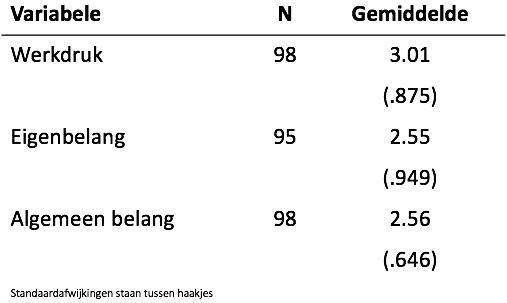 Variabele N Gemiddelde
Werkdruk 98 3.01
(.875)
Eigenbelang 95 2.55
(.949)
Algemeen belang 98 2.56
(.646)
Standaardafwijkingen staan tussen haakjes